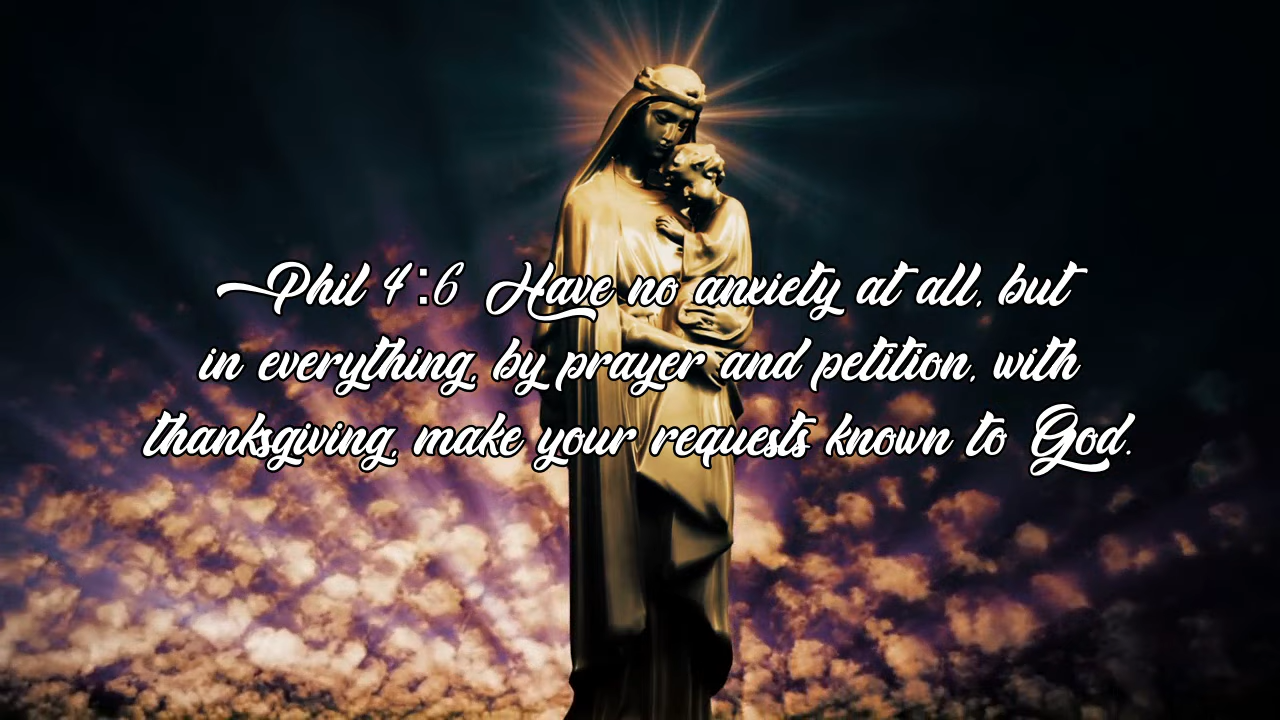 Phil 4:6 Have no anxiety at all, but
in everything, by prayer and petition, with
thanksgiving, make your requests known to God.